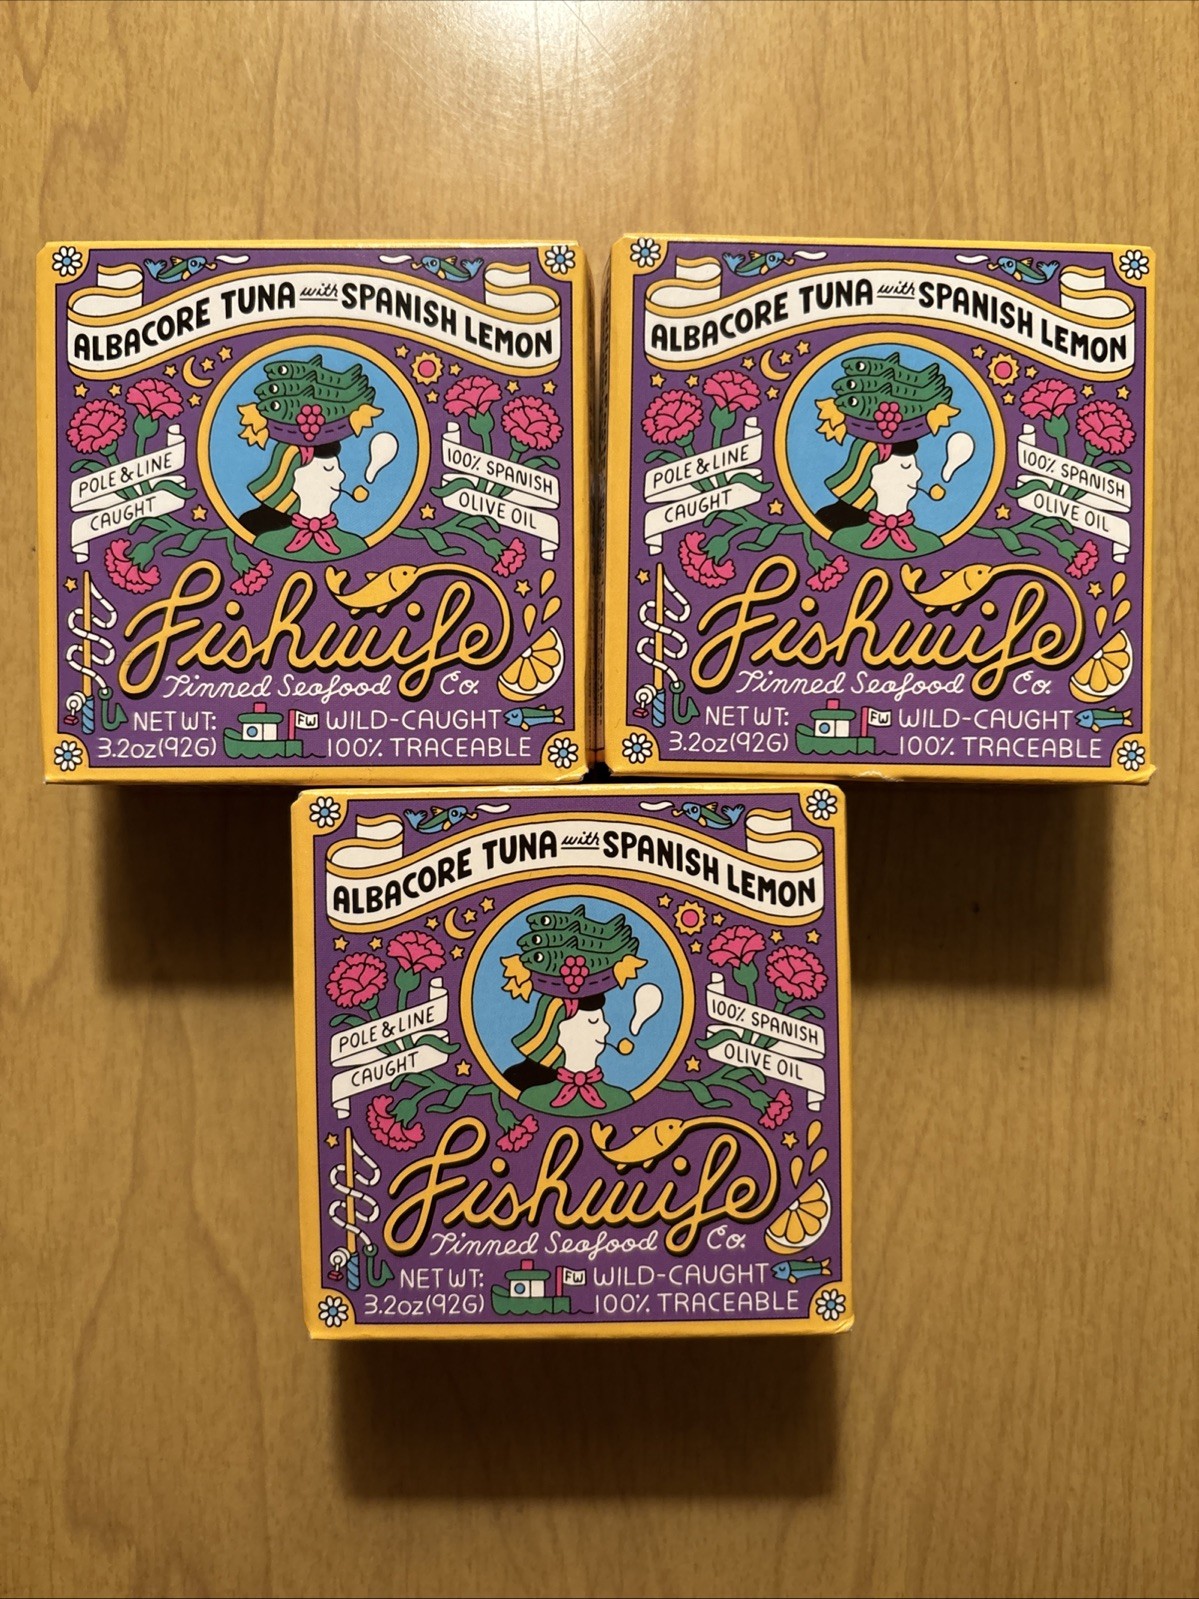 ALBACORE TUNA with SPANISH LEMON
POLE & LINE
CAUGHT
100% SPANISH
OLIVE OIL
Fishwife
Tinned Seafood Co.
NET WT:
3.2oz(92G)
FW
WILD-CAUGHT
100% TRACEABLE
ALBACORE TUNA with SPANISH LEMON
POLE & LINE
CAUGHT
100% SPANISH
OLIVE OIL
Fishwife
Tinned Seafood Co.
NET WT:
3.2oz(92G)
FW
WILD-CAUGHT
100% TRACEABLE
ALBACORE TUNA with SPANISH LEMON
POLE & LINE
CAUGHT
100% SPANISH
OLIVE OIL
Fishwife
Tinned Seafood Co.
NET WT:
3.2oz(92G)
FW
WILD-CAUGHT
100% TRACEABLE